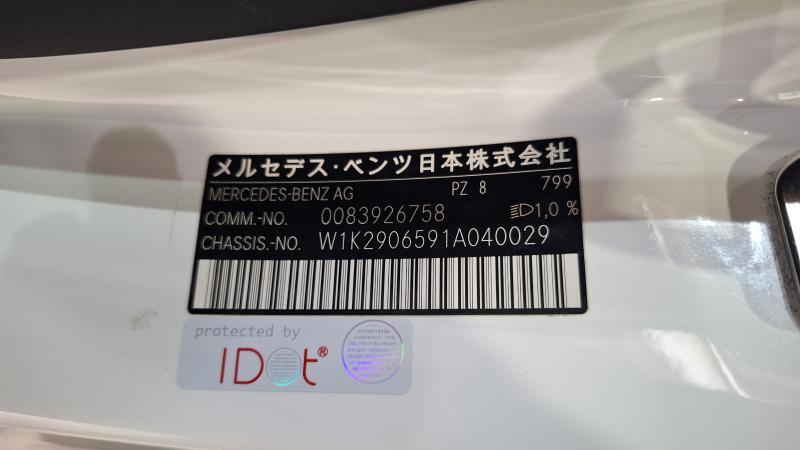 メルセデス・ベンツ日本株式会社
MERCEDES-BENZ AG PZ 8 799
COMM.-NO. 0083926758 1,0 %
CHASSIS.-NO. W1K2906591A040029
protected by
IDot®